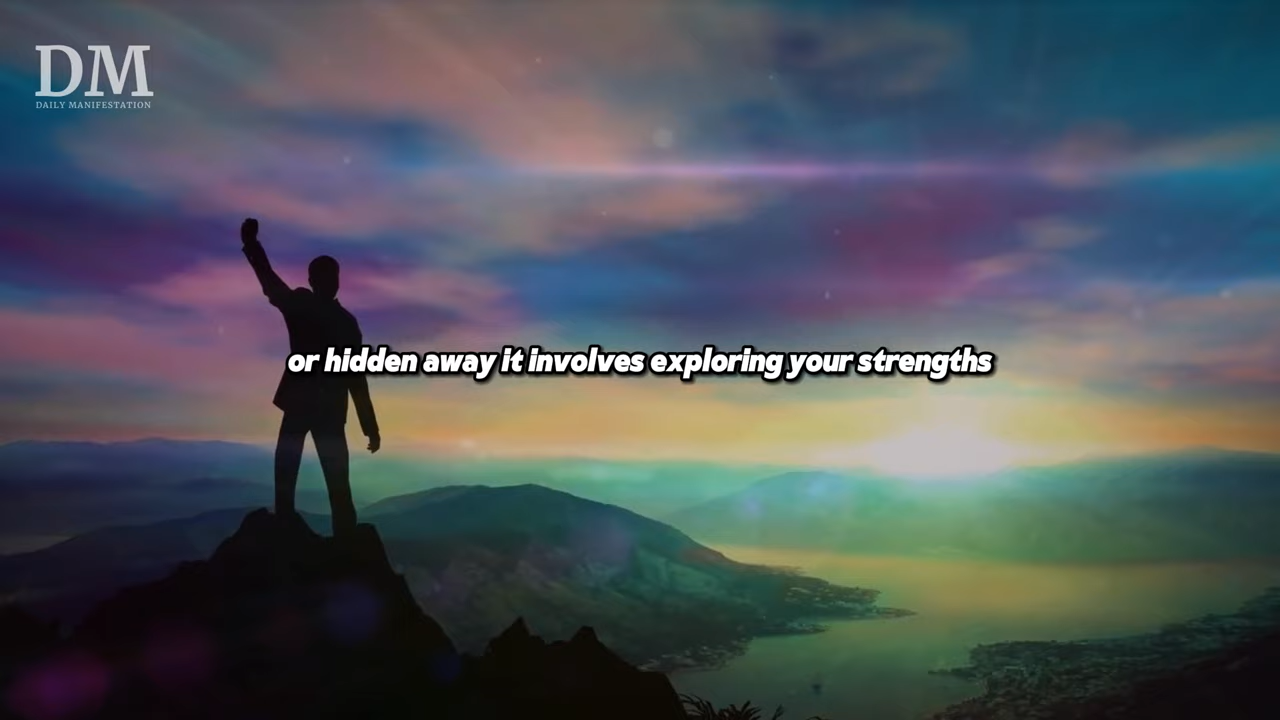 DM
DAILY MANIFESTATION
or hidden away it involves exploring your strengths